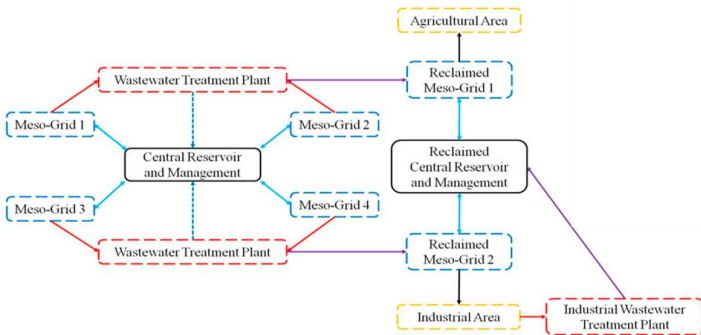 Agricultural Area
Wastewater Treatment Plant
Reclaimed
Meso-Grid 1
Meso-Grid 1
Meso-Grid 2
Central Reservoir
and Management
Reclaimed
Central Reservoir
and Management
Meso-Grid 3
Meso-Grid 4
Wastewater Treatment Plant
Reclaimed
Meso-Grid 2
Industrial Area
Industrial Wastewater
Treatment Plant